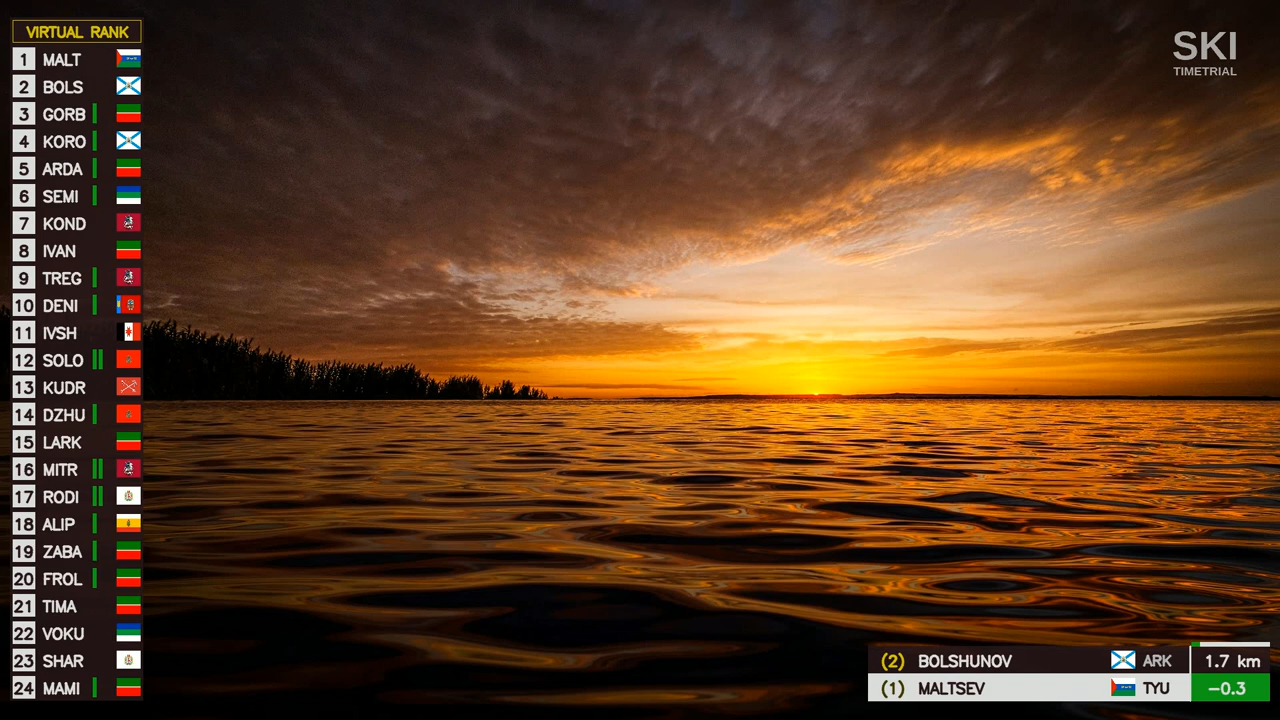 VIRTUAL RANK
1 MALT
2 BOLS
3 GORB
4 KORO
5 ARDA
6 SEMI
7 KOND
8 IVAN
9 TREG
10 DENI
11 IVSH
12 SOLO
13 KUDR
14 DZHU
15 LARK
16 MITR
17 RODI
18 ALIP
19 ZABA
20 FROL
21 TIMA
22 VOKU
23 SHAR
24 MAMI
SKI
TIMETRIAL
(2) BOLSHUNOV ARK 1.7 km
(1) MALTSEV TYU −0.3